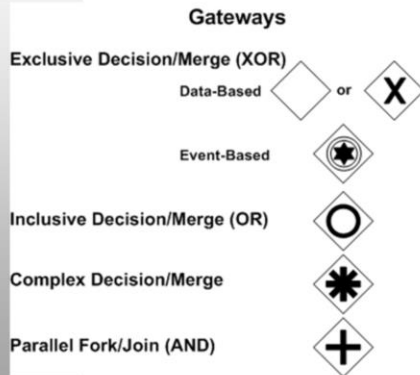 Gateways
Exclusive Decision/Merge (XOR)
Data-Based or X
Event-Based
Inclusive Decision/Merge (OR)
Complex Decision/Merge
Parallel Fork/Join (AND)